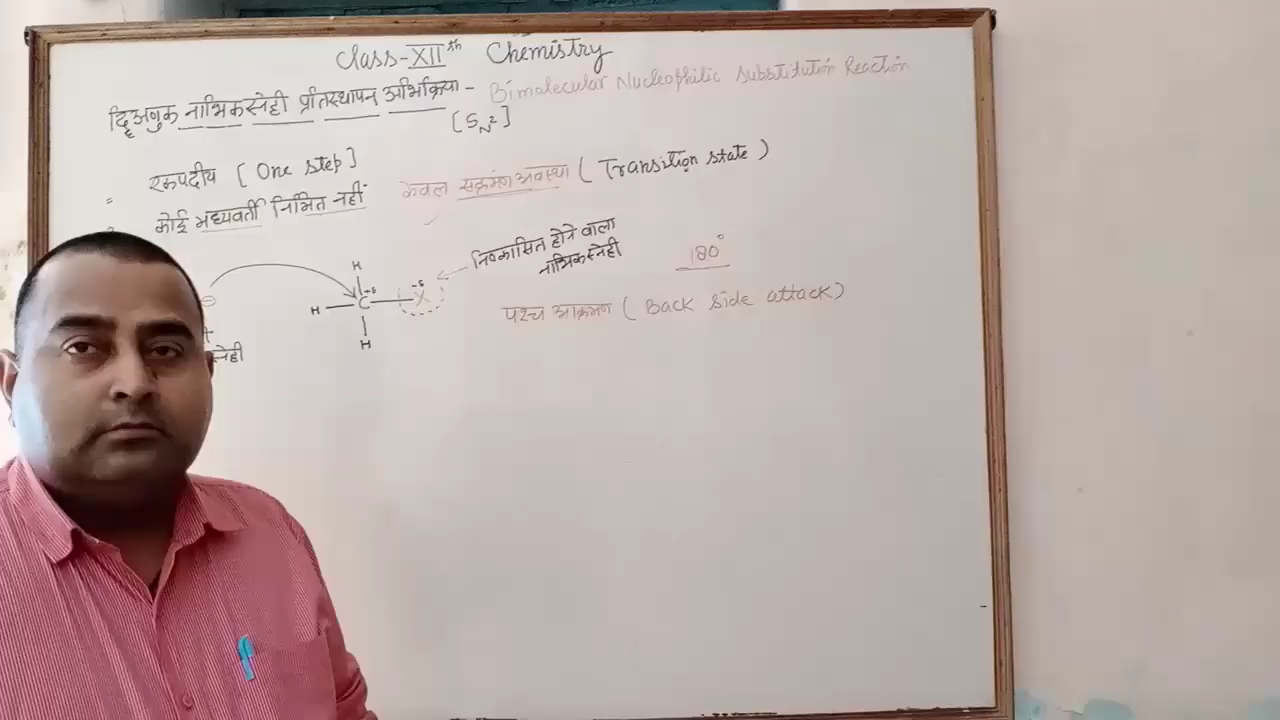 Class-XIIth Chemistry
द्विअणुक नाभिकस्नेही प्रतिस्थापन अभिक्रिया - Bimolecular Nucleophilic Substitution Reaction
[SN2]
एकपदीय [One step]
कोई मध्यवर्ती निर्मित नहीं केवल संक्रमण अवस्था (Transition state)
निष्कासित होने वाला
नाभिकस्नेही
180°
H
H C +δ X -δ
H
पश्च आक्रमण (Back side attack)
स्नेही